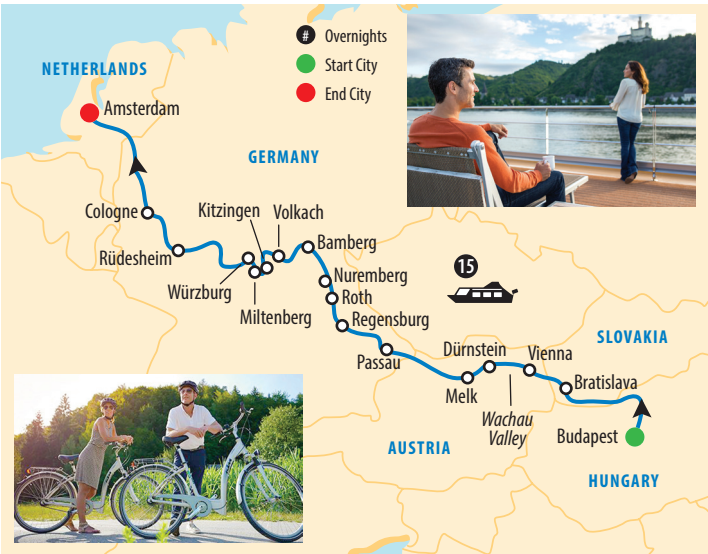 # Overnights
Start City
End City
NETHERLANDS
Amsterdam
GERMANY
Cologne
Kitzingen
Volkach
Bamberg
Rüdesheim
Würzburg
Miltenberg
Nuremberg
Roth
Regensburg
Passau
15
SLOVAKIA
Dürnstein
Vienna
Bratislava
Melk
Wachau
Valley
Budapest
AUSTRIA
HUNGARY